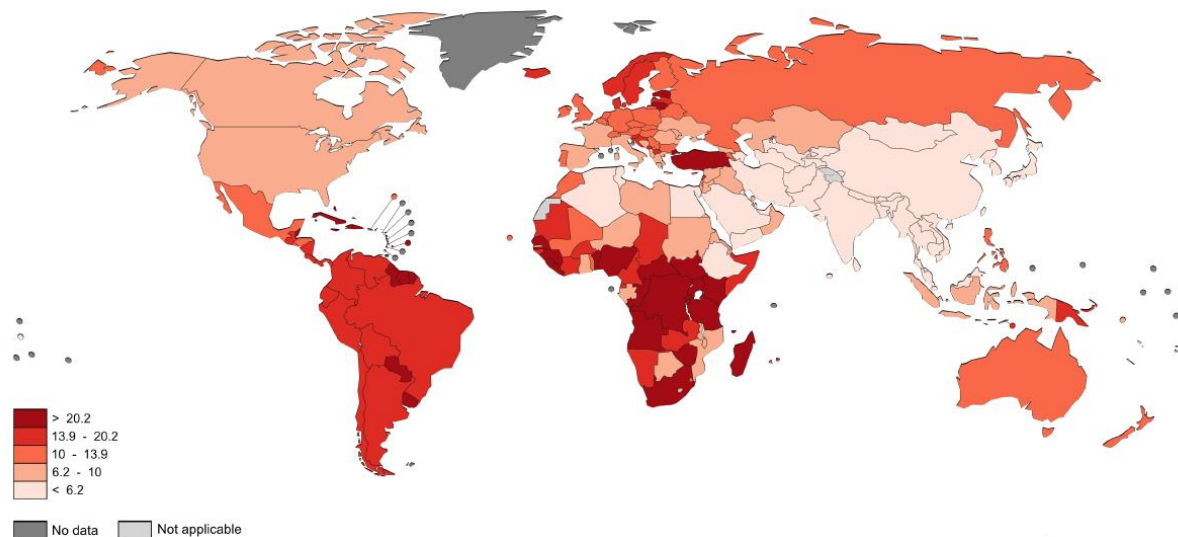 > 20.2
13.9 - 20.2
10 - 13.9
6.2 - 10
< 6.2
No data
Not applicable